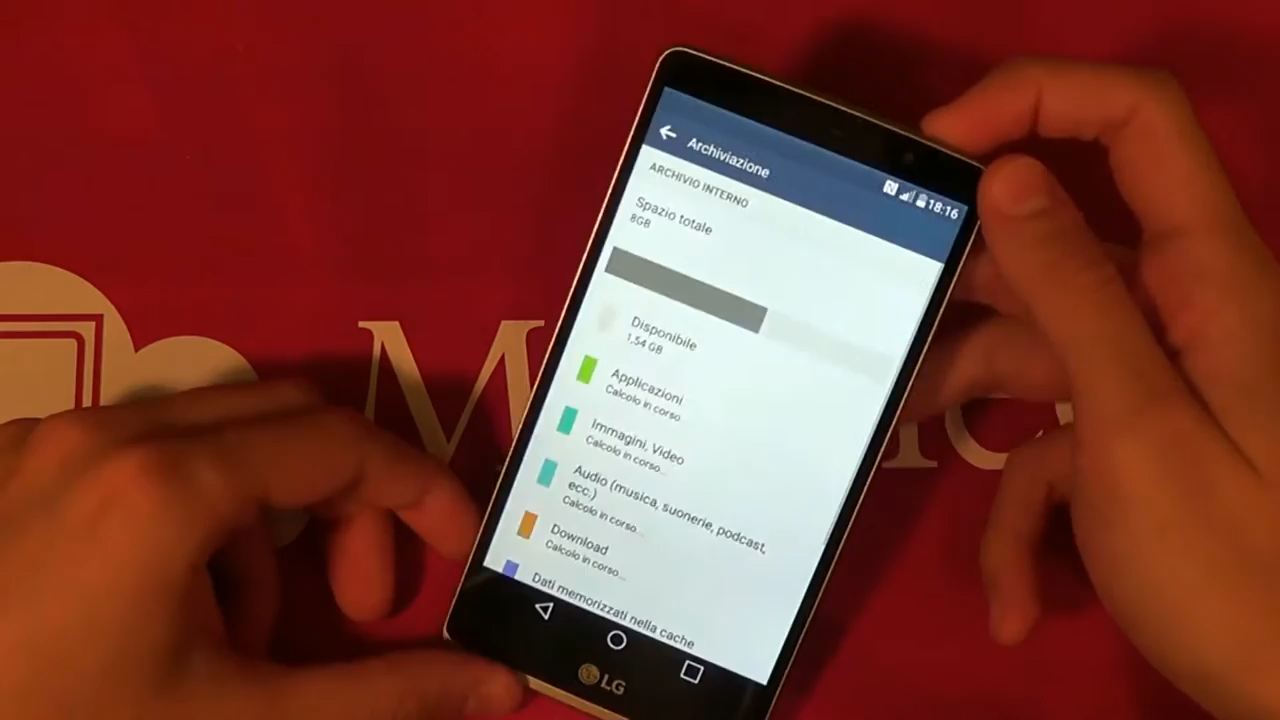 Archiviazione
18:16
ARCHIVIO INTERNO
Spazio totale
8GB
Disponibile
1,54 GB
Applicazioni
Calcolo in corso
Immagini, Video
Calcolo in corso...
Audio (musica, suonerie, podcast,
ecc.)
Calcolo in corso...
Download
Calcolo in corso...
Dati memorizzati nella cache
LG